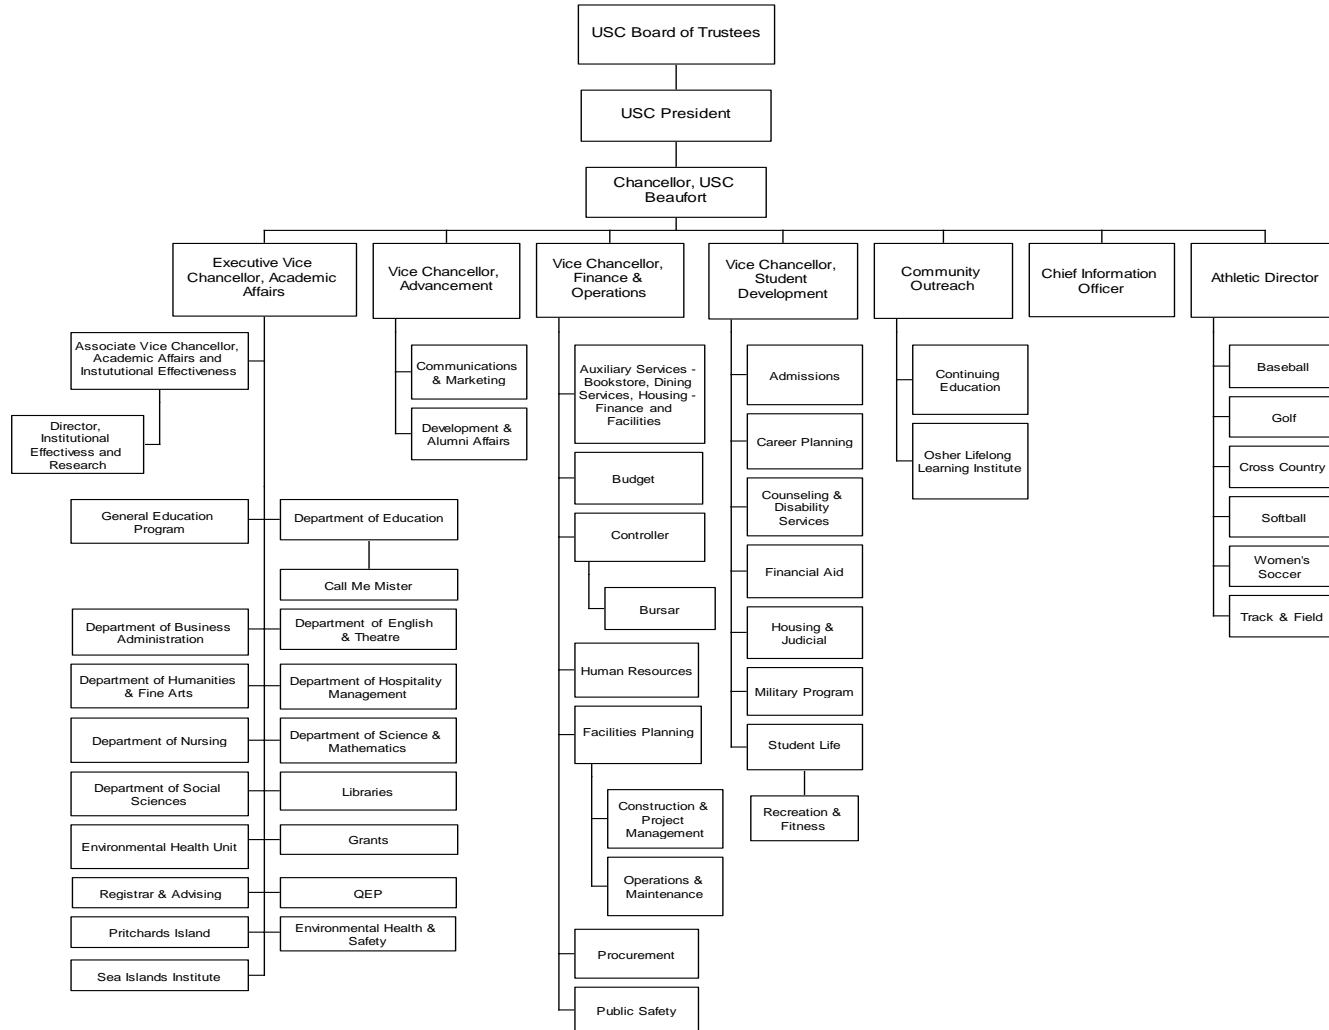 USC Board of Trustees
USC President
Chancellor, USC
Beaufort
Executive Vice
Chancellor, Academic
Affairs
Vice Chancellor,
Advancement
Vice Chancellor,
Finance &
Operations
Vice Chancellor,
Student
Development
Community
Outreach
Chief Information
Officer
Athletic Director
Associate Vice Chancellor,
Academic Affairs and
Instutional Effectiveness
Director,
Institutional
Effectivess and
Research
General Education
Program
Department of Education
Call Me Mister
Department of Business
Administration
Department of English
& Theatre
Department of Humanities
& Fine Arts
Department of Hospitality
Management
Department of Nursing
Department of Science &
Mathematics
Department of Social
Sciences
Libraries
Environmental Health Unit
Grants
Registrar & Advising
QEP
Pritchards Island
Environmental Health &
Safety
Sea Islands Institute
Communications
& Marketing
Development &
Alumni Affairs
Auxiliary Services -
Bookstore, Dining
Services, Housing -
Finance and
Facilities
Budget
Controller
Bursar
Human Resources
Facilities Planning
Construction &
Project
Management
Operations &
Maintenance
Procurement
Public Safety
Admissions
Career Planning
Counseling &
Disability
Services
Financial Aid
Housing &
Judicial
Military Program
Student Life
Recreation &
Fitness
Continuing
Education
Osher Lifelong
Learning Institute
Baseball
Golf
Cross Country
Softball
Women's
Soccer
Track & Field